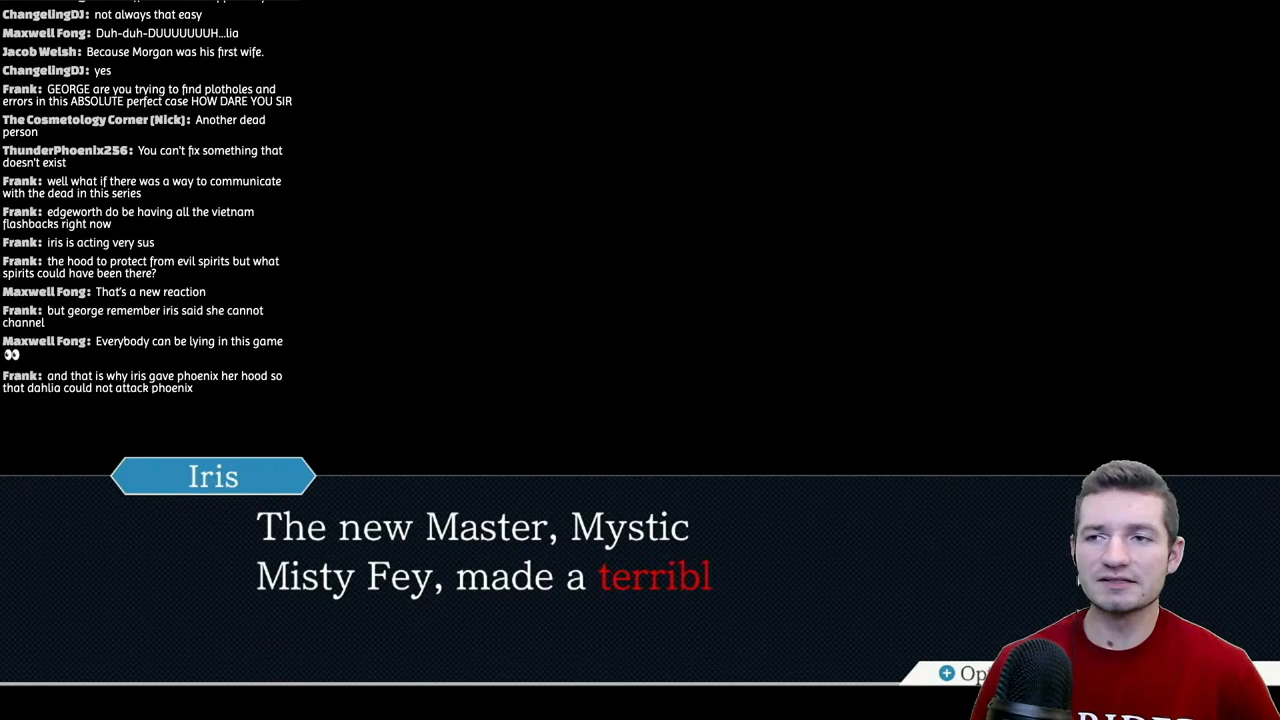 ChangelingDJ: not always that easy
Maxwell Fong: Duh-duh-DUUUUUUUH...lia
Jacob Welsh: Because Morgan was his first wife.
ChangelingDJ: yes
Frank: GEORGE are you trying to find plotholes and
errors in this ABSOLUTE perfect case HOW DARE YOU SIR
The Cosmetology Corner (Nick): Another dead
person
ThunderPhoenix256: You can't fix something that
doesn't exist
Frank: well what if there was a way to communicate
with the dead in this series
Frank: edgeworth do be having all the vietnam
flashbacks right now
Frank: iris is acting very sus
Frank: the hood to protect from evil spirits but what
spirits could have been there?
Maxwell Fong: That's a new reaction
Frank: but george remember iris said she cannot
channel
Maxwell Fong: Everybody can be lying in this game
👀
Frank: and that is why iris gave phoenix her hood so
that dahlia could not attack phoenix
Iris
The new Master, Mystic
Misty Fey, made a terribl